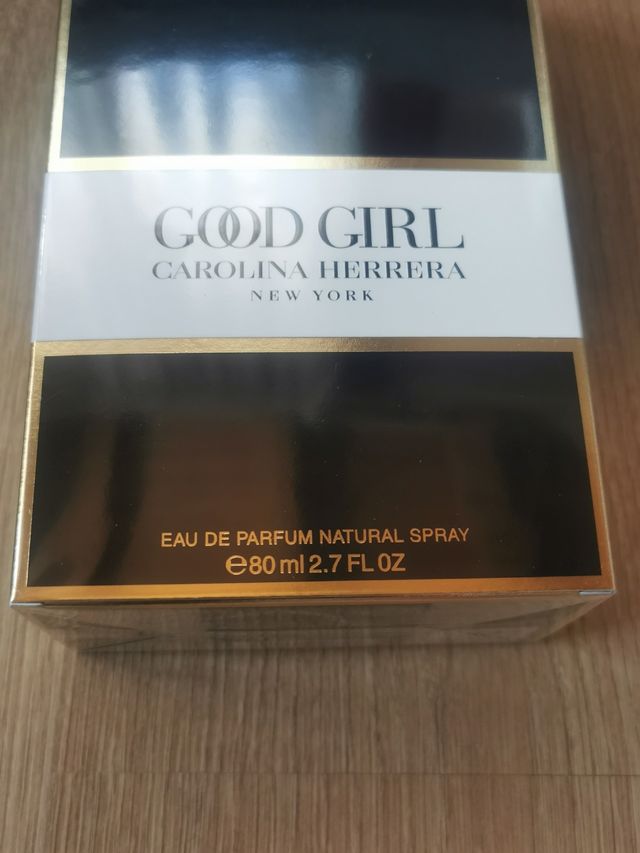 GOOD GIRL
CAROLINA HERRERA
NEW YORK
EAU DE PARFUM NATURAL SPRAY
℮80 ml 2.7 FL OZ